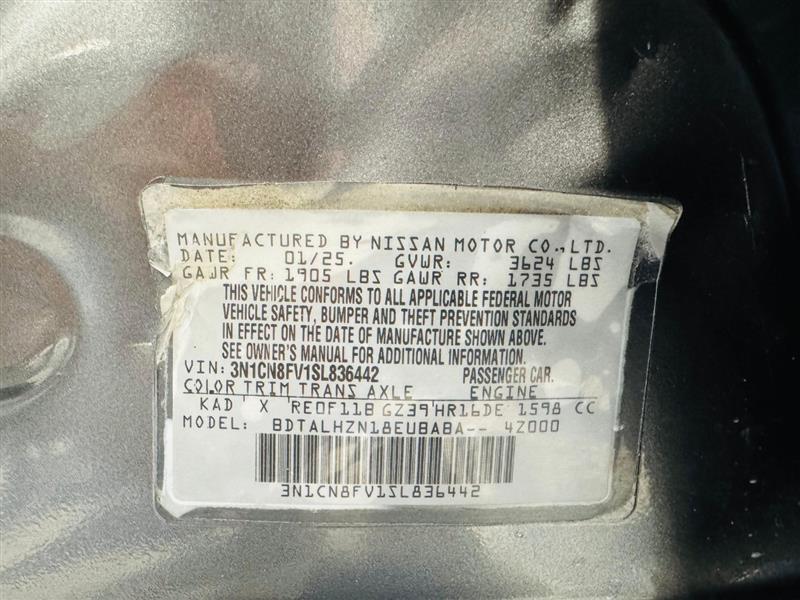 MANUFACTURED BY NISSAN MOTOR CO., LTD.
DATE: 01/25. GVWR: 3624 LBS
GAWR FR: 1905 LBS GAWR RR: 1735 LBS
THIS VEHICLE CONFORMS TO ALL APPLICABLE FEDERAL MOTOR
VEHICLE SAFETY, BUMPER AND THEFT PREVENTION STANDARDS
IN EFFECT ON THE DATE OF MANUFACTURE SHOWN ABOVE.
SEE OWNER'S MANUAL FOR ADDITIONAL INFORMATION.
VIN: 3N1CN8FV1SL836442 PASSENGER CAR.
COLOR TRIM TRANS AXLE ENGINE
KAD X RE0F11B GZ39 HR16DE 1598 CC
MODEL: BDTALHZN18EUBABA-- 4Z000
3N1CN8FV1SL836442